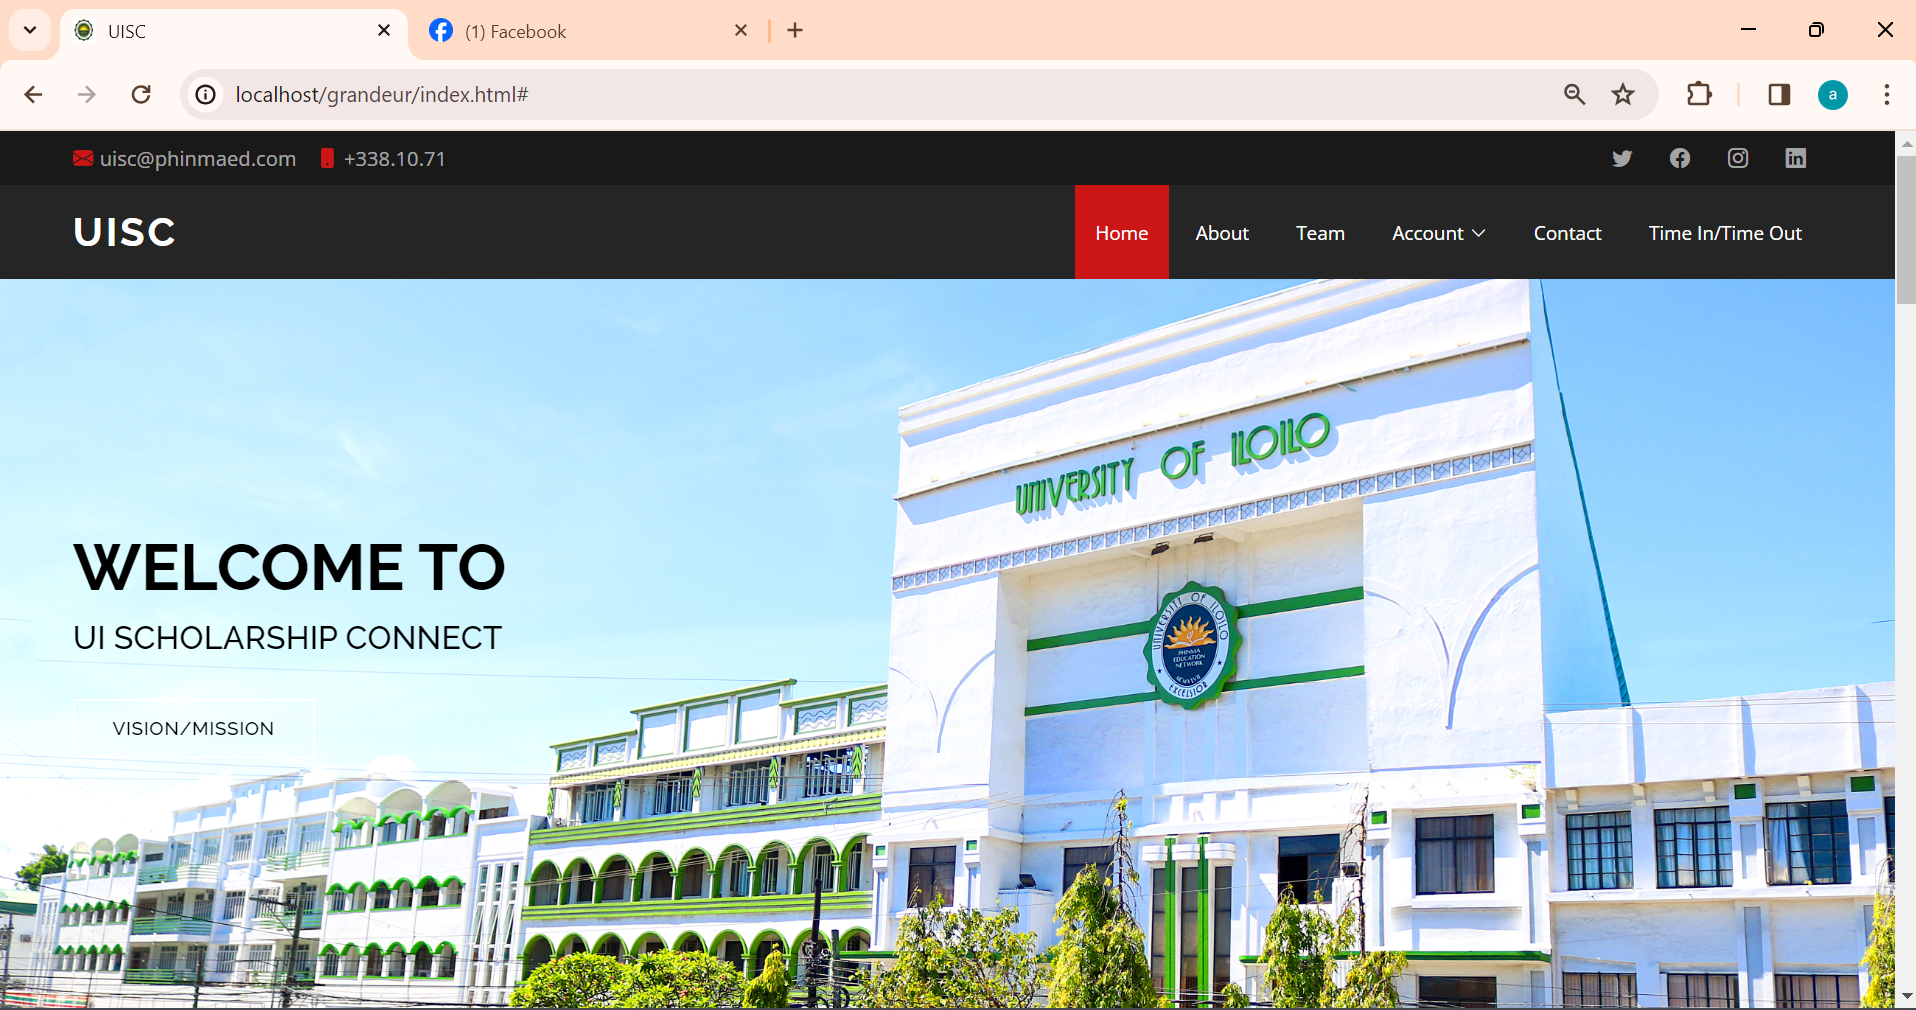 UISC
(1) Facebook
localhost/grandeur/index.html#
a
uisc@phinmaed.com +338.10.71
UISC
Home About Team Account Contact Time In/Time Out
UNIVERSITY OF ILOILO
WELCOME TO
UI SCHOLARSHIP CONNECT
VISION/MISSION
UNIVERSITY OF ILOILO
PHINMA
EDUCATION
NETWORK
MCMXLVII
EXCELSIOR